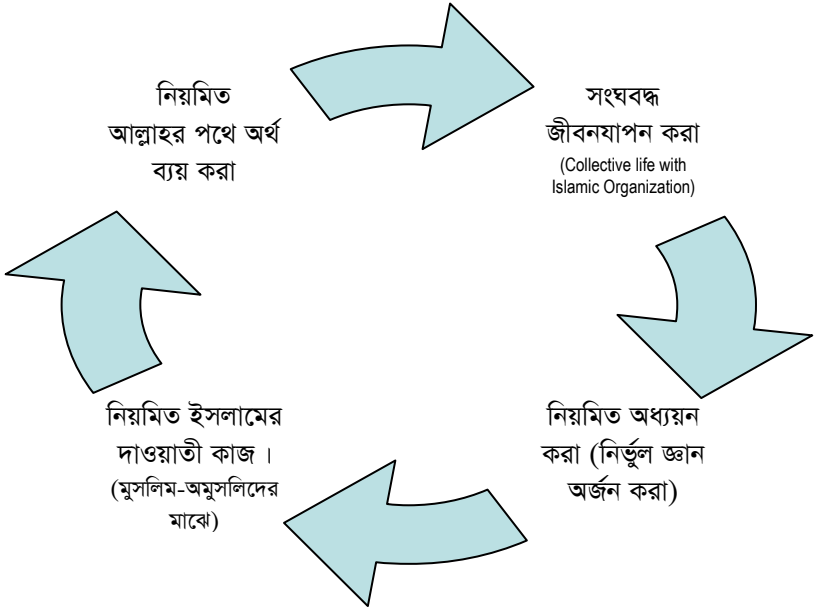 নিয়মিত
আল্লাহর পথে অর্থ
ব্যয় করা
সংঘবদ্ধ
জীবনযাপন করা
(Collective life with
Islamic Organization)
নিয়মিত অধ্যয়ন
করা (নির্ভুল জ্ঞান
অর্জন করা)
নিয়মিত ইসলামের
দাওয়াতী কাজ ।
(মুসলিম-অমুসলিদের
মাঝে)